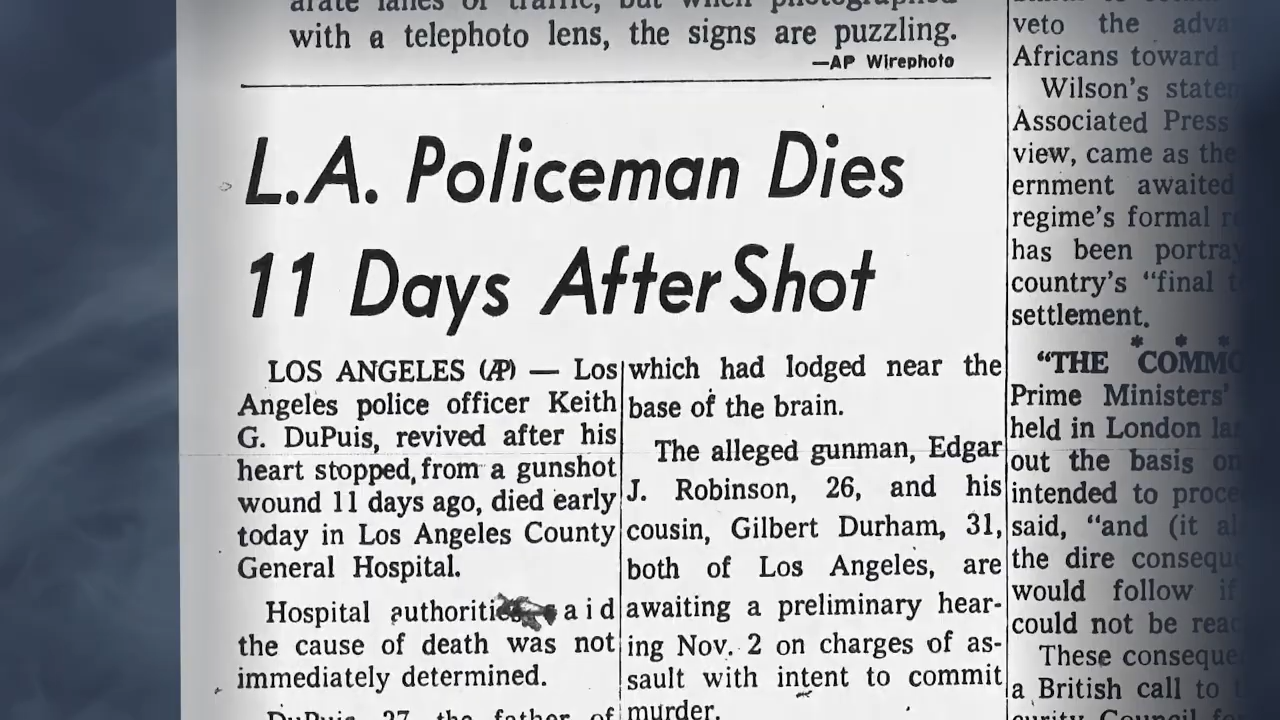 with a telephoto lens, the signs are puzzling.
—AP Wirephoto
L.A. Policeman Dies
11 Days After Shot
LOS ANGELES (AP) — Los
Angeles police officer Keith
G. DuPuis, revived after his
heart stopped from a gunshot
wound 11 days ago, died early
today in Los Angeles County
General Hospital.
Hospital authorities said
the cause of death was not
immediately determined.
DuPuis, 27, the father of
which had lodged near the
base of the brain.
The alleged gunman, Edgar
J. Robinson, 26, and his
cousin, Gilbert Durham, 31,
both of Los Angeles, are
awaiting a preliminary hear-
ing Nov. 2 on charges of as-
sault with intent to commit
murder.
veto the
Africans toward
Wilson's
Associated Press
view, came as the
ernment awaited
regime's formal
has been
country's "final
settlement.
* * *
"THE
Prime Ministers'
held in London
out the basis
intended to
said, "and (it
the dire
would follow if
could not be
These
a British call to